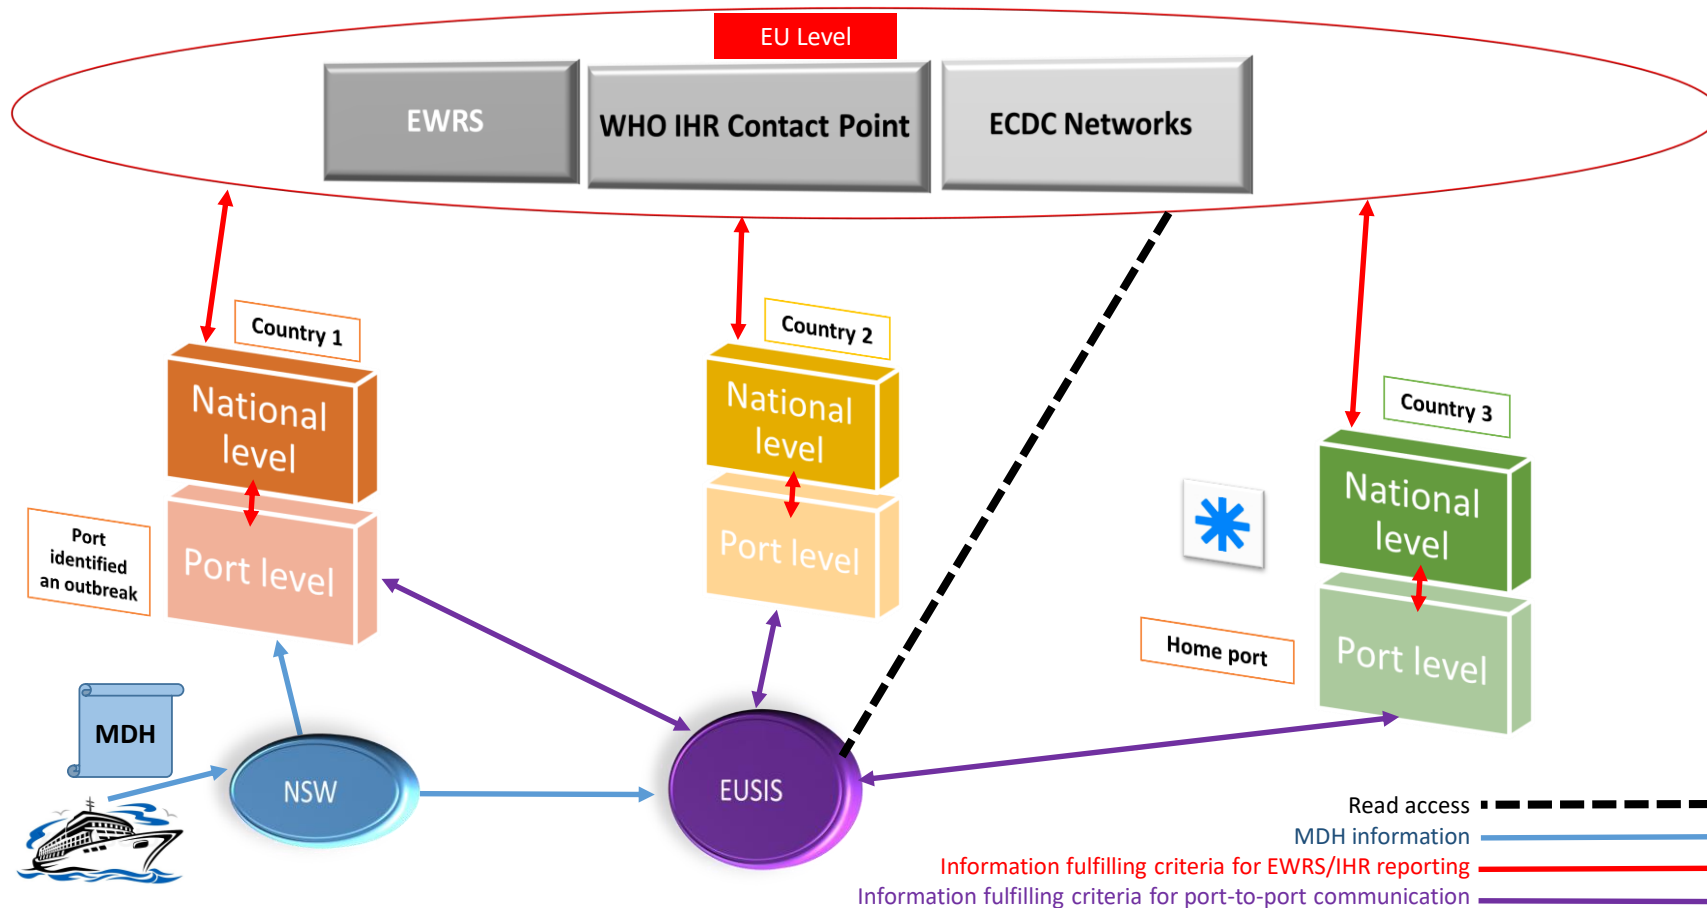 EU Level
EWRS
WHO IHR Contact Point
ECDC Networks
Country 1
Country 2
Country 3
National
level
National
level
National
level
Port
identified
an outbreak
Port level
Port level
Home port
Port level
MDH
NSW
EUSIS
Read access
MDH information
Information fulfilling criteria for EWRS/IHR reporting
Information fulfilling criteria for port-to-port communication